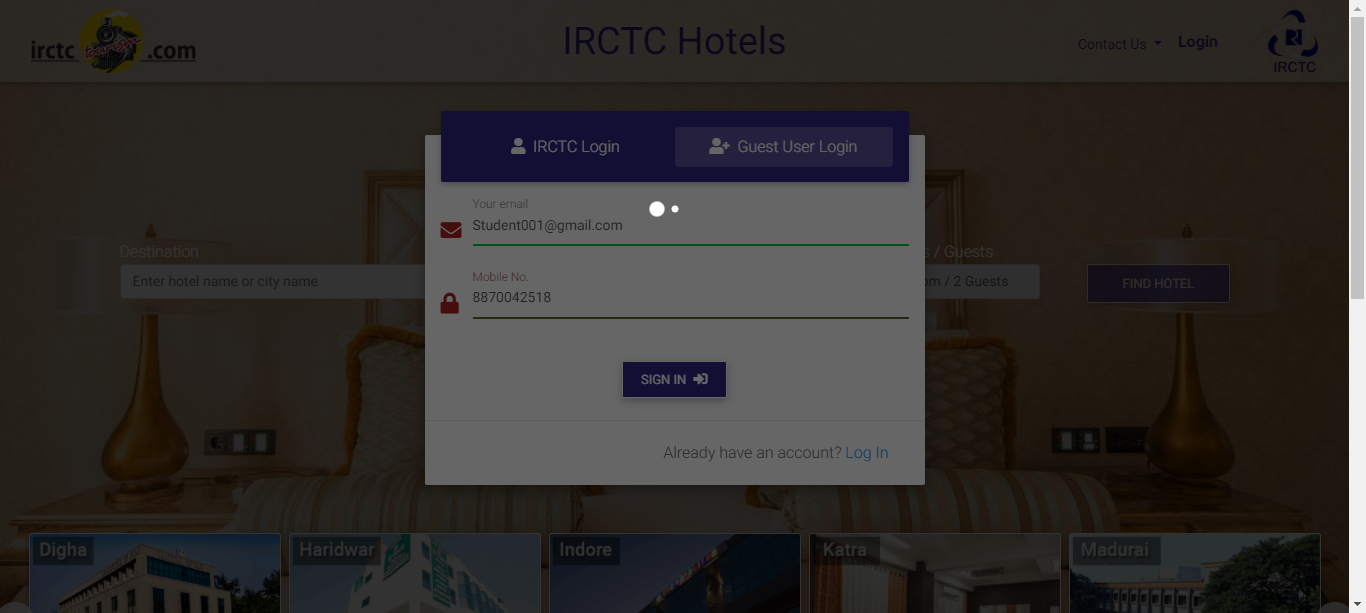 irctc tourism .com
IRCTC Hotels
Contact Us
Login
IRCTC
IRCTC Login
Guest User Login
Your email
Student001@gmail.com
Destination
s / Guests
Enter hotel name or city name
om / 2 Guests
FIND HOTEL
Mobile No.
8870042518
SIGN IN
Already have an account? Log In
Digha
Haridwar
Indore
Katra
Madurai